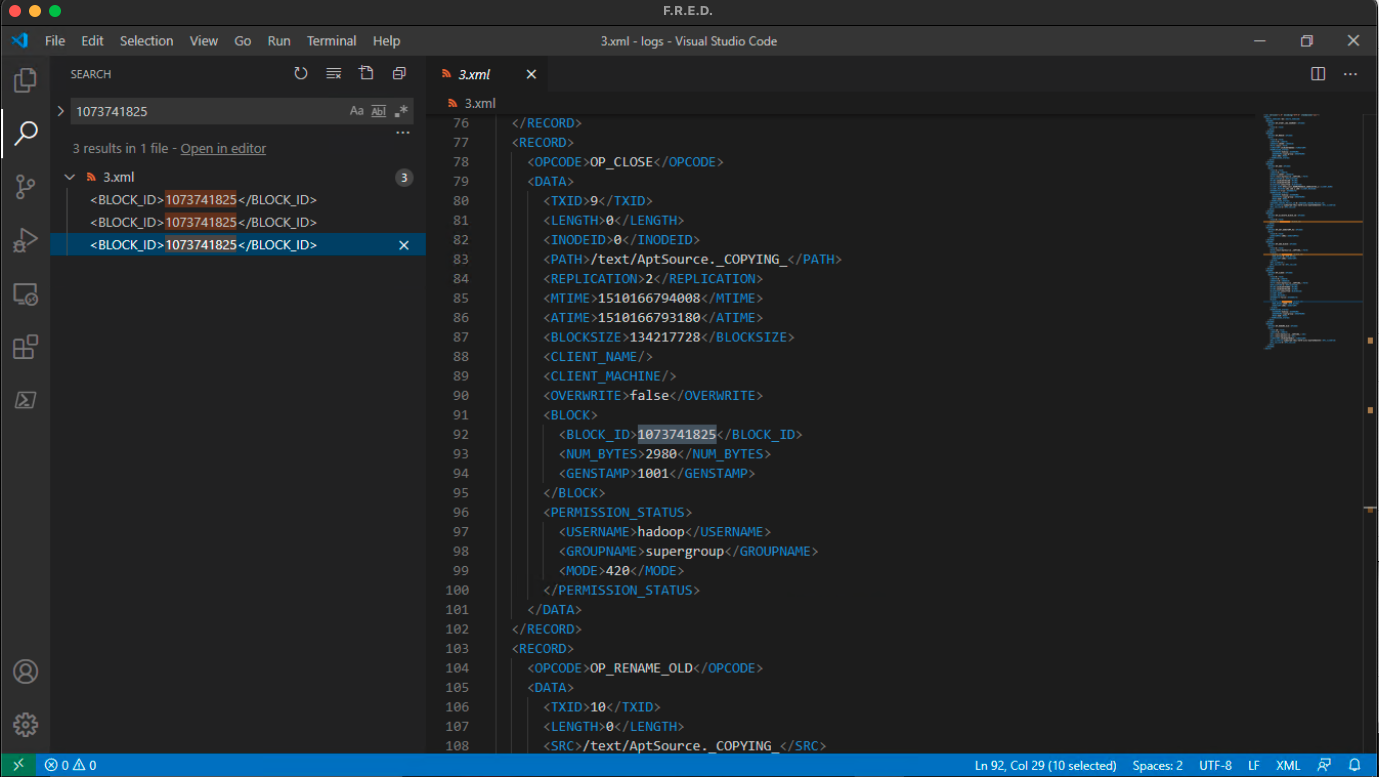 F.R.E.D.
File Edit Selection View Go Run Terminal Help
3.xml - logs - Visual Studio Code
SEARCH
1073741825
Aa Abl .*
3 results in 1 file - Open in editor
3.xml 3
<BLOCK_ID>1073741825</BLOCK_ID>
<BLOCK_ID>1073741825</BLOCK_ID>
<BLOCK_ID>1073741825</BLOCK_ID>
3.xml
3.xml
76 </RECORD>
77 <RECORD>
78 <OPCODE>OP_CLOSE</OPCODE>
79 <DATA>
80 <TXID>9</TXID>
81 <LENGTH>0</LENGTH>
82 <INODEID>0</INODEID>
83 <PATH>/text/AptSource._COPYING_</PATH>
84 <REPLICATION>2</REPLICATION>
85 <MTIME>1510166794008</MTIME>
86 <ATIME>1510166793180</ATIME>
87 <BLOCKSIZE>134217728</BLOCKSIZE>
88 <CLIENT_NAME/>
89 <CLIENT_MACHINE/>
90 <OVERWRITE>false</OVERWRITE>
91 <BLOCK>
92 <BLOCK_ID>1073741825</BLOCK_ID>
93 <NUM_BYTES>2980</NUM_BYTES>
94 <GENSTAMP>1001</GENSTAMP>
95 </BLOCK>
96 <PERMISSION_STATUS>
97 <USERNAME>hadoop</USERNAME>
98 <GROUPNAME>supergroup</GROUPNAME>
99 <MODE>420</MODE>
100 </PERMISSION_STATUS>
101 </DATA>
102 </RECORD>
103 <RECORD>
104 <OPCODE>OP_RENAME_OLD</OPCODE>
105 <DATA>
106 <TXID>10</TXID>
107 <LENGTH>0</LENGTH>
108 <SRC>/text/AptSource._COPYING_</SRC>
0 0
Ln 92, Col 29 (10 selected) Spaces: 2 UTF-8 LF XML